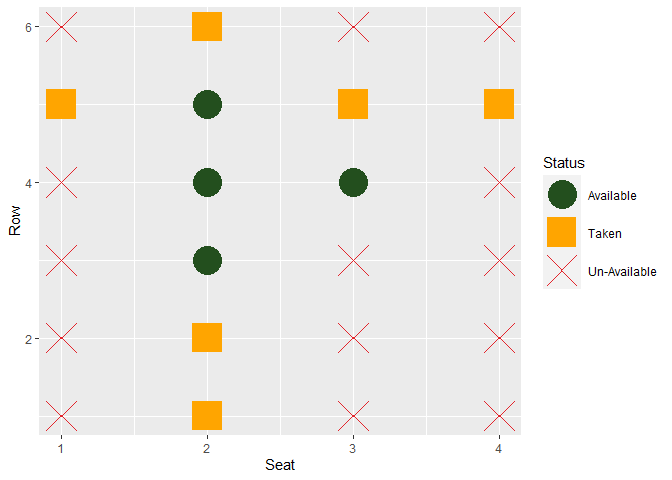 6
4
2
Row
1 2 3 4
Seat
Status
Available
Taken
Un-Available